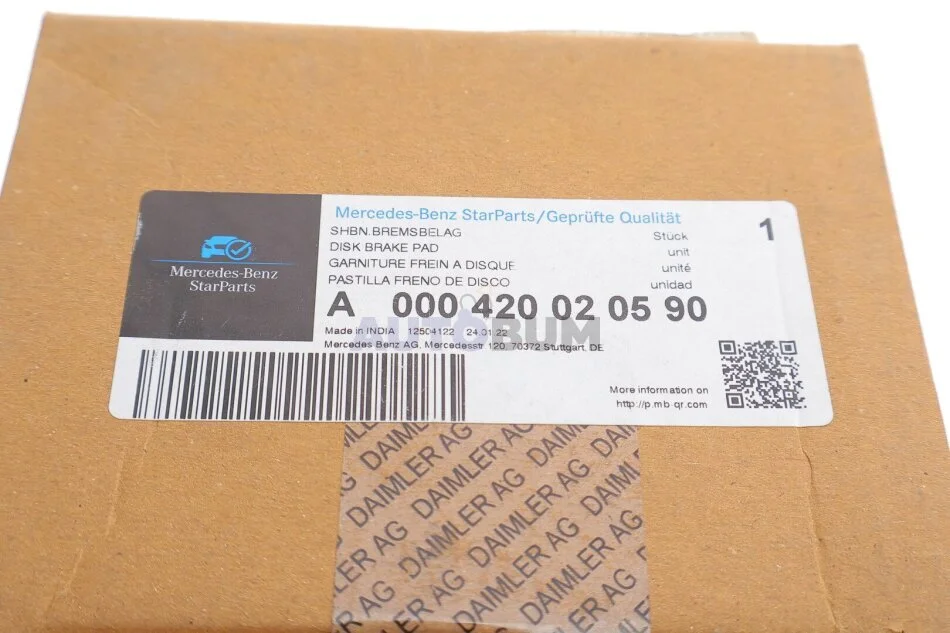 Mercedes-Benz StarParts/Geprüfte Qualität
SHBN.BREMSBELAG Stück 1
DISK BRAKE PAD unit
GARNITURE FREIN A DISQUE unité
PASTILLA FRENO DE DISCO unidad
Mercedes-Benz
StarParts
A 000 420 02 05 90
AUTOBUM
Made in INDIA 12504122 24.01.22
Mercedes Benz AG, Mercedesstr. 120, 70372 Stuttgart, DE
More information on
http://p.mb-qr.com
DAIMLER AG DAIMLER AG DAIMLER AG
DAIMLER AG DAIMLER AG
DAIMLER AG DAIMLER AG